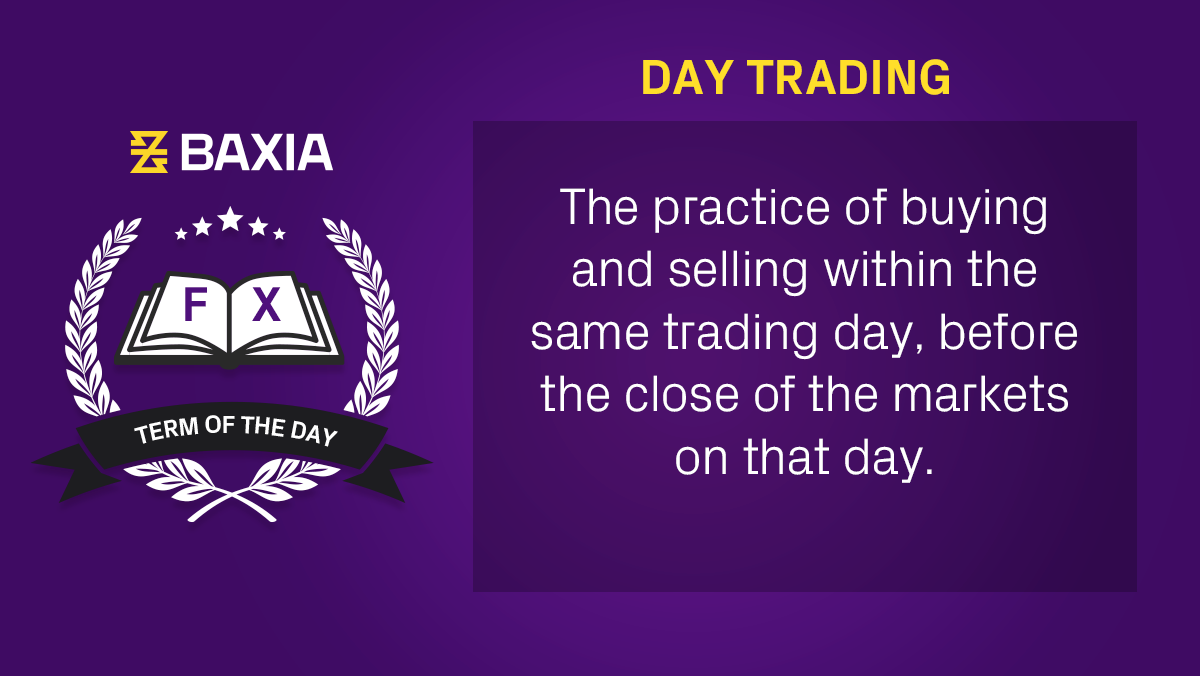 BAXIA
F X
TERM OF THE DAY
DAY TRADING
The practice of buying
and selling within the
same trading day, before
the close of the markets
on that day.